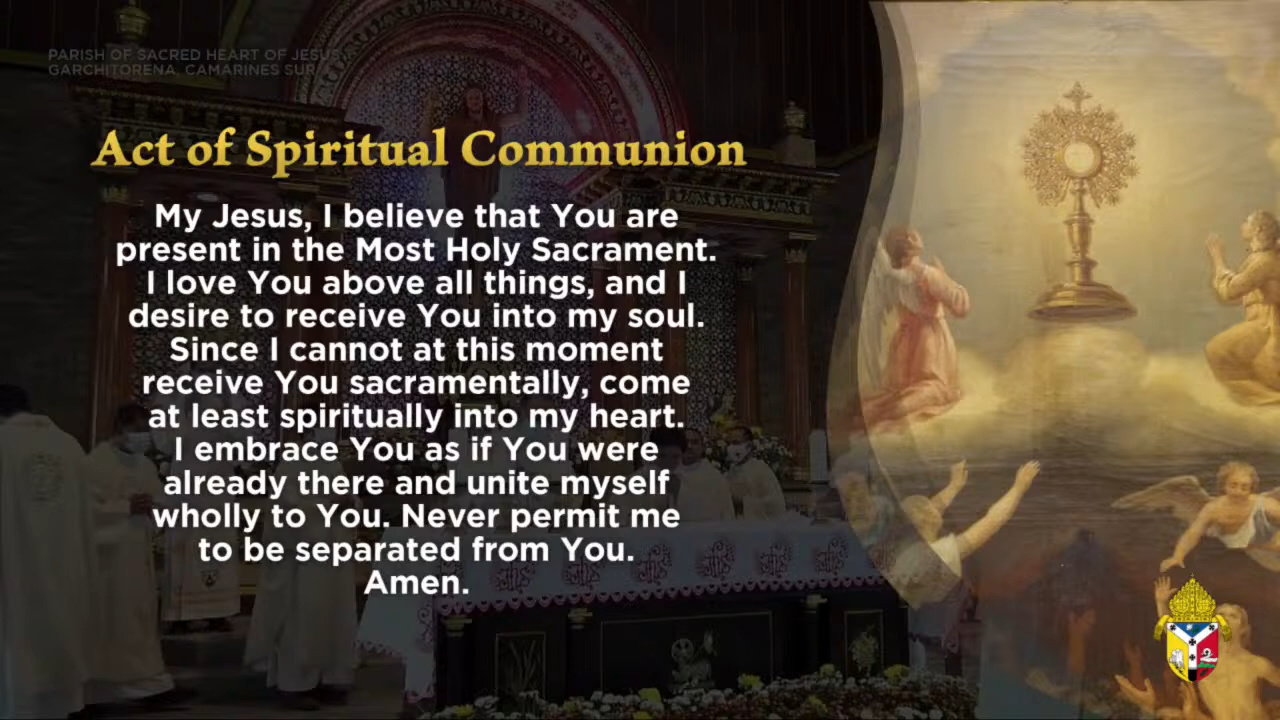 PARISH OF SACRED HEART OF JESUS
GARCHITORENA, CAMARINES SUR
Act of Spiritual Communion
My Jesus, I believe that You are
present in the Most Holy Sacrament.
I love You above all things, and I
desire to receive You into my soul.
Since I cannot at this moment
receive You sacramentally, come
at least spiritually into my heart.
I embrace You as if You were
already there and unite myself
wholly to You. Never permit me
to be separated from You.
Amen.